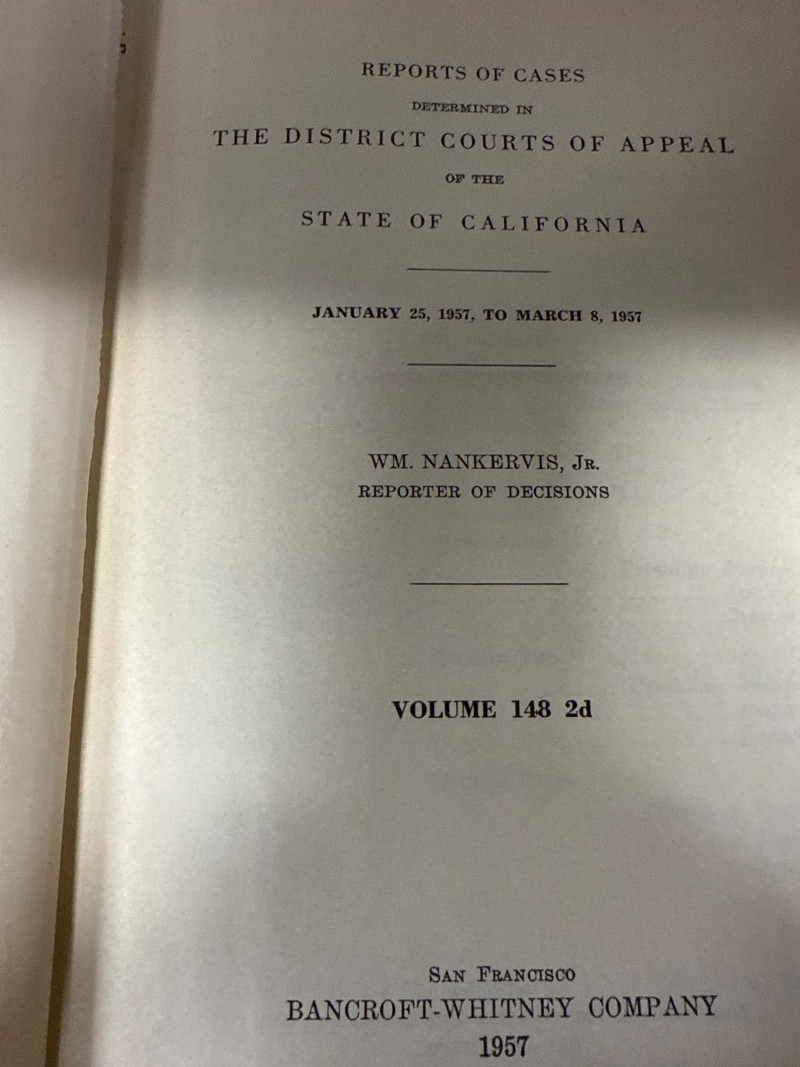 REPORTS OF CASES
DETERMINED IN
THE DISTRICT COURTS OF APPEAL
OF THE
STATE OF CALIFORNIA
JANUARY 25, 1957, TO MARCH 8, 1957
WM. NANKERVIS, JR.
REPORTER OF DECISIONS
VOLUME 148 2d
SAN FRANCISCO
BANCROFT-WHITNEY COMPANY
1957